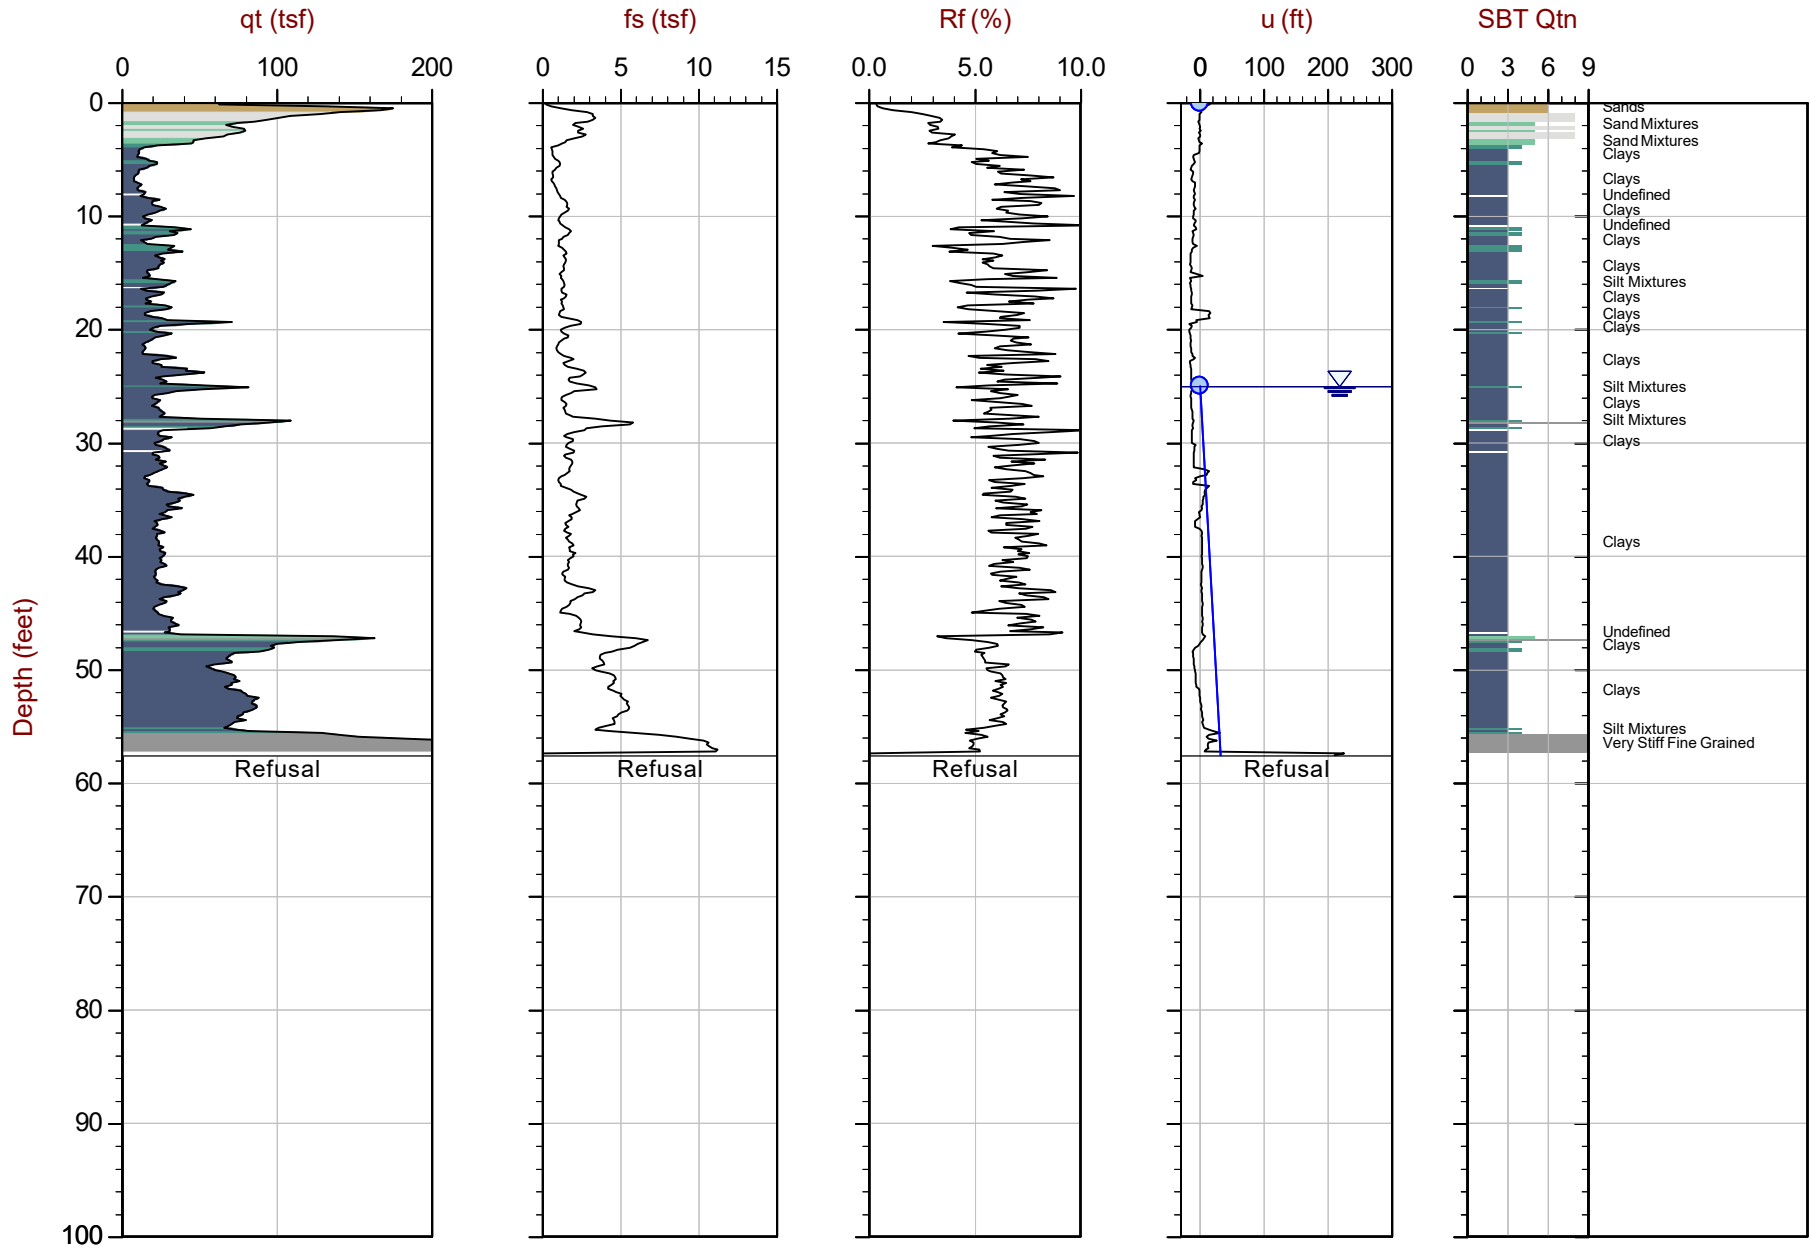 qt (tsf) fs (tsf) Rf (%) u (ft) SBT Qtn
0 100 200 0 5 10 15 0.0 5.0 10.0 0 100 200 300 0 3 6 9
0
Sands
Sand Mixtures
Sand Mixtures
Clays
Clays
Undefined
Clays
10
Undefined
Clays
Clays
Silt Mixtures
Clays
Clays
Clays
20
Clays
Silt Mixtures
Clays
Silt Mixtures
Clays
30
Clays
40
Undefined
Clays
50
Clays
Silt Mixtures
Very Stiff Fine Grained
Refusal Refusal Refusal Refusal
60
70
80
90
100
Depth (feet)